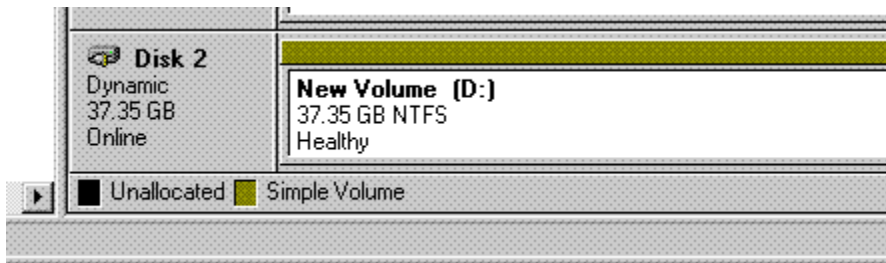 Disk 2
Dynamic
37.35 GB
Online
New Volume (D:)
37.35 GB NTFS
Healthy
Unallocated Simple Volume